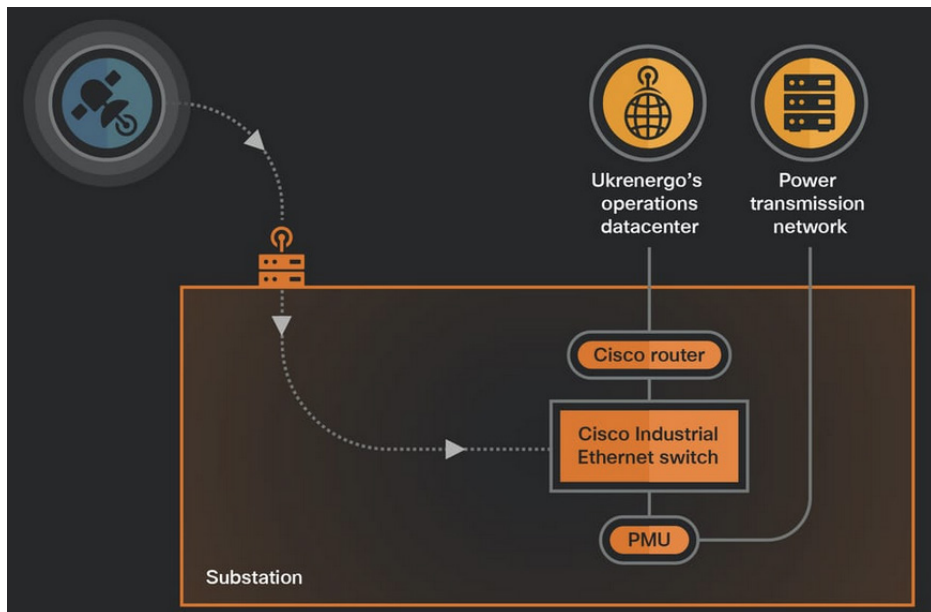 Ukrenergo's
operations
datacenter
Power
transmission
network
Cisco router
Cisco Industrial
Ethernet switch
PMU
Substation